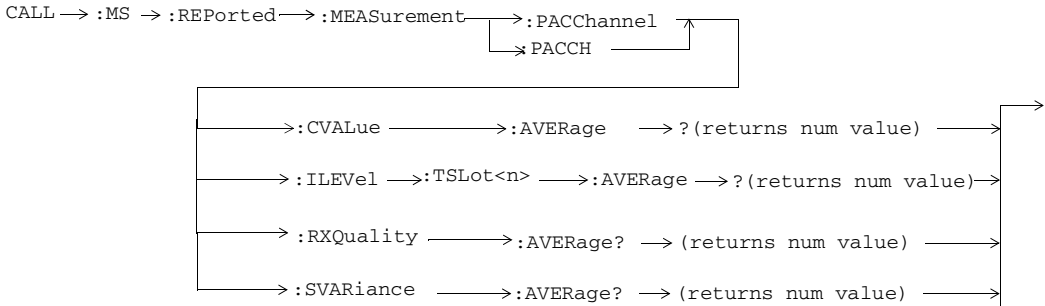 CALL :MS :REPorted :MEASurement :PACChannel
:PACCH
:CVALue :AVERage ?(returns num value)
:ILEVel :TSLot<n> :AVERage ?(returns num value)
:RXQuality :AVERage? (returns num value)
:SVARiance :AVERage? (returns num value)